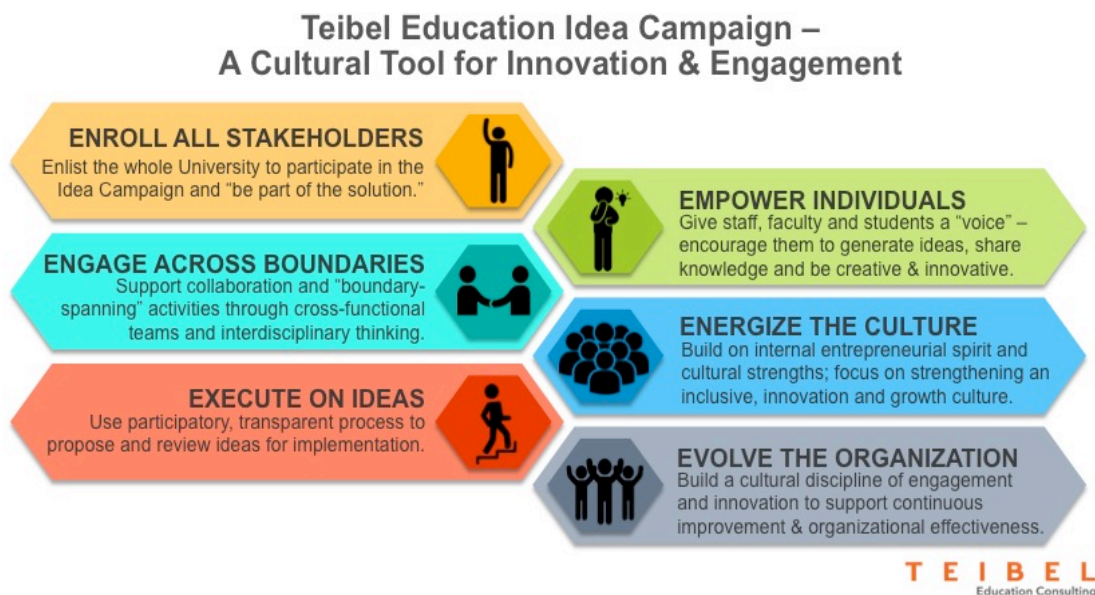 Teibel Education Idea Campaign –
A Cultural Tool for Innovation & Engagement
ENROLL ALL STAKEHOLDERS
Enlist the whole University to participate in the
Idea Campaign and “be part of the solution.”
EMPOWER INDIVIDUALS
Give staff, faculty and students a “voice” –
encourage them to generate ideas, share
knowledge and be creative & innovative.
ENGAGE ACROSS BOUNDARIES
Support collaboration and “boundary-
spanning” activities through cross-functional
teams and interdisciplinary thinking.
ENERGIZE THE CULTURE
Build on internal entrepreneurial spirit and
cultural strengths; focus on strengthening an
inclusive, innovation and growth culture.
EXECUTE ON IDEAS
Use participatory, transparent process to
propose and review ideas for implementation.
EVOLVE THE ORGANIZATION
Build a cultural discipline of engagement
and innovation to support continuous
improvement & organizational effectiveness.
TEIBEL
Education Consulting